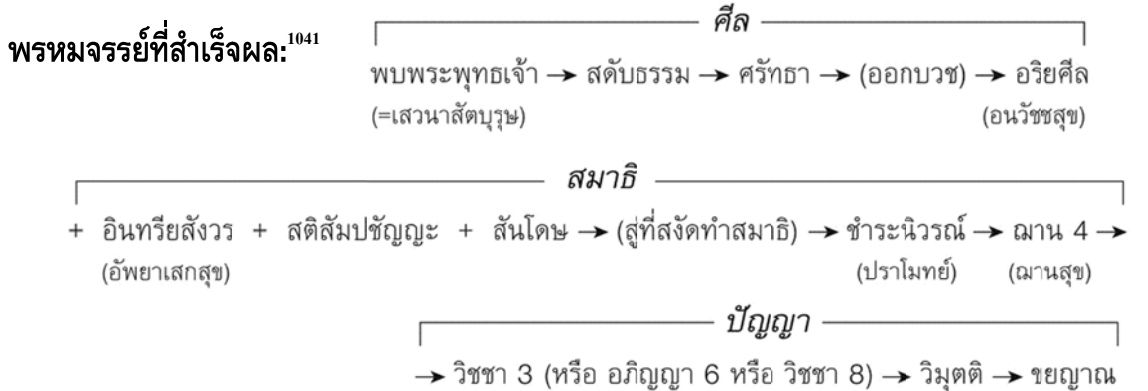 ศีล
พรหมจรรย์ที่สำเร็จผล:1041
พบพระพุทธเจ้า → สดับธรรม → ศรัทธา → (ออกบวช) → อริยศีล
(=เสวนาสัตบุรุษ) (อนวัชชสุข)
สมาธิ
+ อินทรียสังวร + สติสัมปชัญญะ + สันโดษ → (สู่ที่สงัดทำสมาธิ) → ชำระนิวรณ์ → ฌาน 4 →
(อัพยาเสกสุข) (ปราโมทย์) (ฌานสุข)
ปัญญา
→ วิชชา 3 (หรือ อภิญญา 6 หรือ วิชชา 8) → วิมุตติ → ขยญาณ